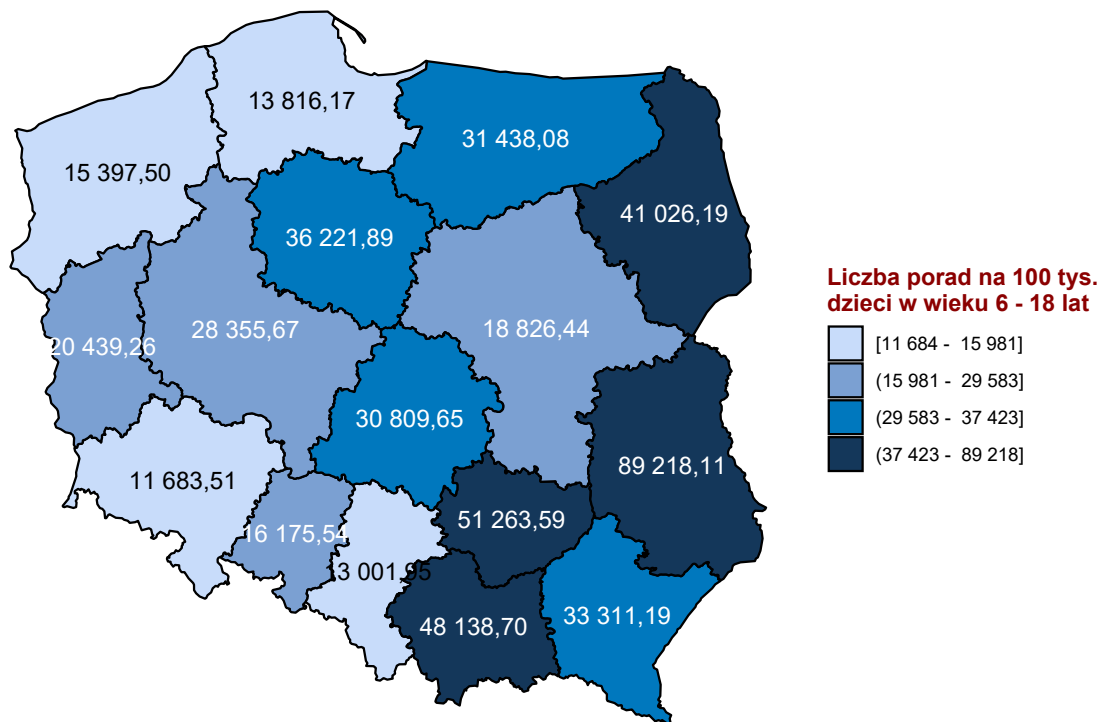 13 816,17
31 438,08
15 397,50
41 026,19
36 221,89
28 355,67
18 826,44
20 439,26
30 809,65
89 218,11
11 683,51
51 263,59
16 175,54
13 001,95
33 311,19
48 138,70
Liczba porad na 100 tys.
dzieci w wieku 6 - 18 lat
[11 684 - 15 981]
(15 981 - 29 583]
(29 583 - 37 423]
(37 423 - 89 218]